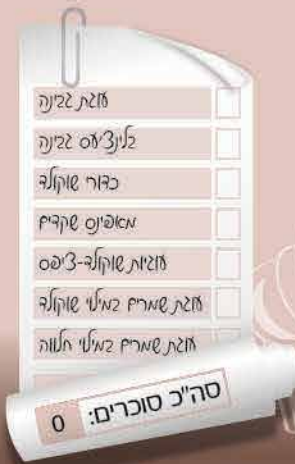 עוגת גבינה
בלינצ'עס גבינה
כדורי שוקולד
מאפינס שקדים
עוגיות שוקולד-צ'יפס
עוגת שמרים במילוי שוקולד
עוגת שמרים במילוי חלווה
סה"כ סוכרים: 0